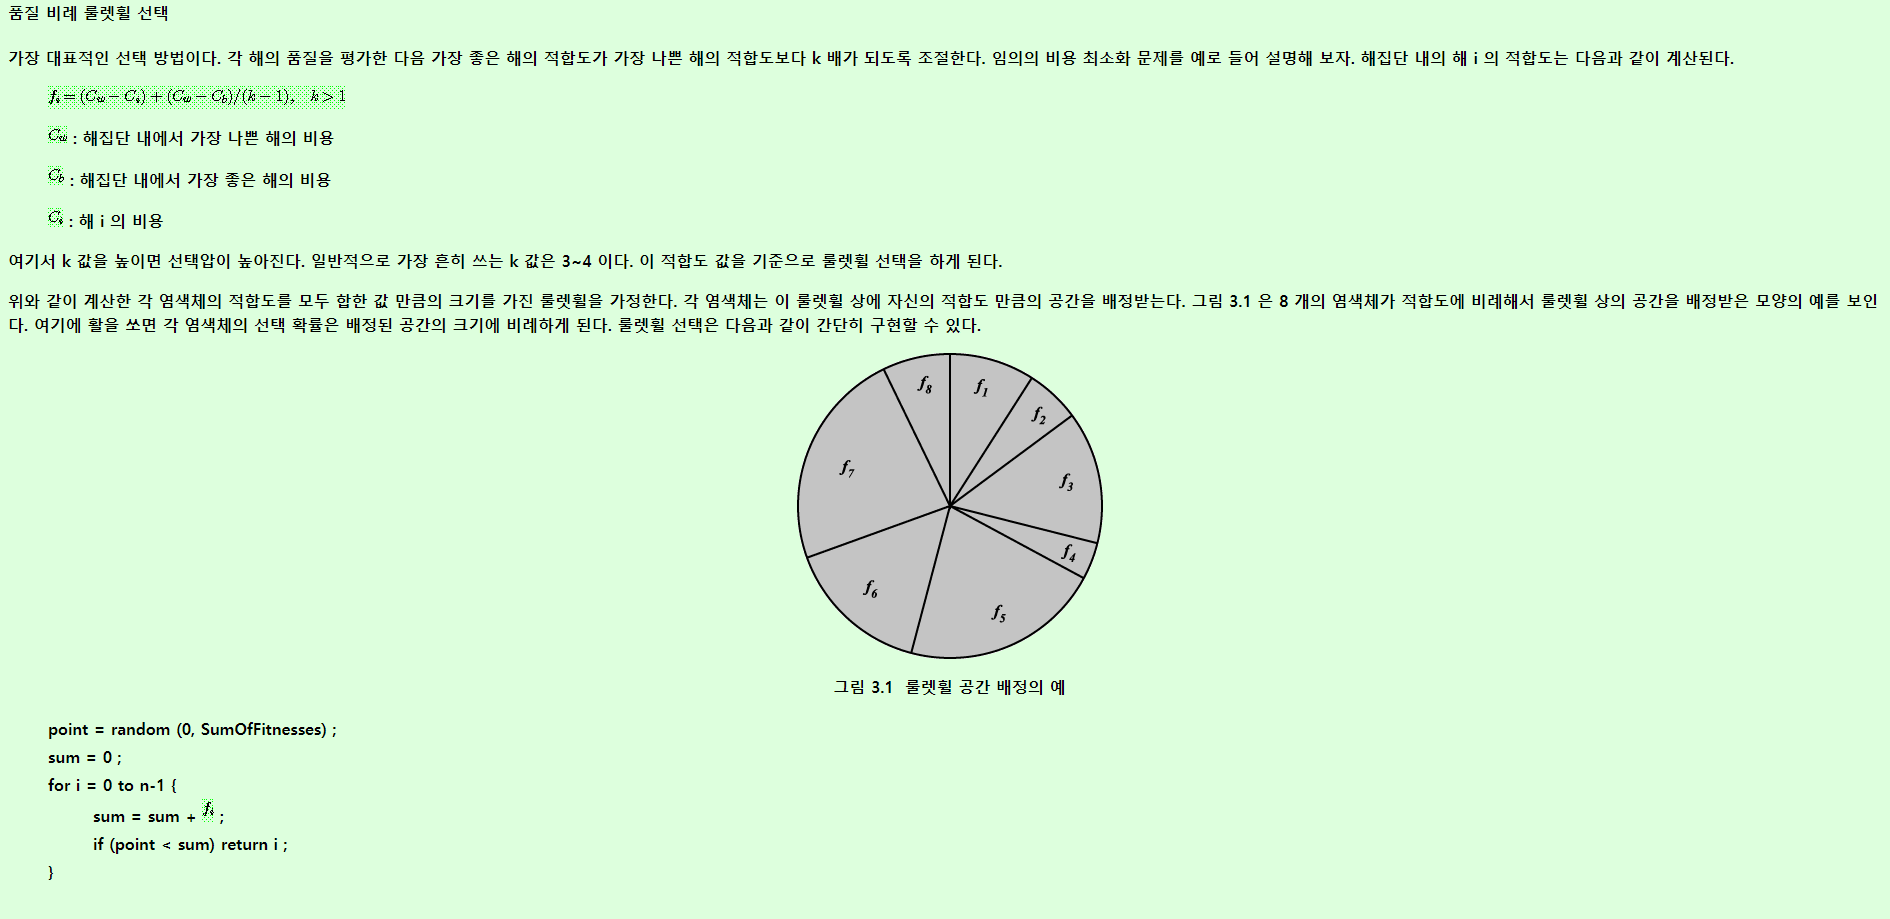 품질 비례 룰렛휠 선택
가장 대표적인 선택 방법이다. 각 해의 품질을 평가한 다음 가장 좋은 해의 적합도가 가장 나쁜 해의 적합도보다 k 배가 되도록 조절한다. 임의의 비용 최소화 문제를 예로 들어 설명해 보자. 해집단 내의 해 i 의 적합도는 다음과 같이 계산된다.
f_i = (C_w − C_i) + (C_w − C_b)/(k − 1), k > 1
C_w : 해집단 내에서 가장 나쁜 해의 비용
C_b : 해집단 내에서 가장 좋은 해의 비용
C_i : 해 i 의 비용
여기서 k 값을 높이면 선택압이 높아진다. 일반적으로 가장 흔히 쓰는 k 값은 3~4 이다. 이 적합도 값을 기준으로 룰렛휠 선택을 하게 된다.
위와 같이 계산한 각 염색체의 적합도를 모두 합한 값 만큼의 크기를 가진 룰렛휠을 가정한다. 각 염색체는 이 룰렛휠 상에 자신의 적합도 만큼의 공간을 배정받는다. 그림 3.1 은 8 개의 염색체가 적합도에 비례해서 룰렛휠 상의 공간을 배정받은 모양의 예를 보인
다. 여기에 활을 쏘면 각 염색체의 선택 확률은 배정된 공간의 크기에 비례하게 된다. 룰렛휠 선택은 다음과 같이 간단히 구현할 수 있다.
f8 f1
f2
f7 f3
f4
f6
f5
그림 3.1 룰렛휠 공간 배정의 예
point = random (0, SumOfFitnesses) ;
sum = 0 ;
for i = 0 to n-1 {
sum = sum + f_i ;
if (point < sum) return i ;
}